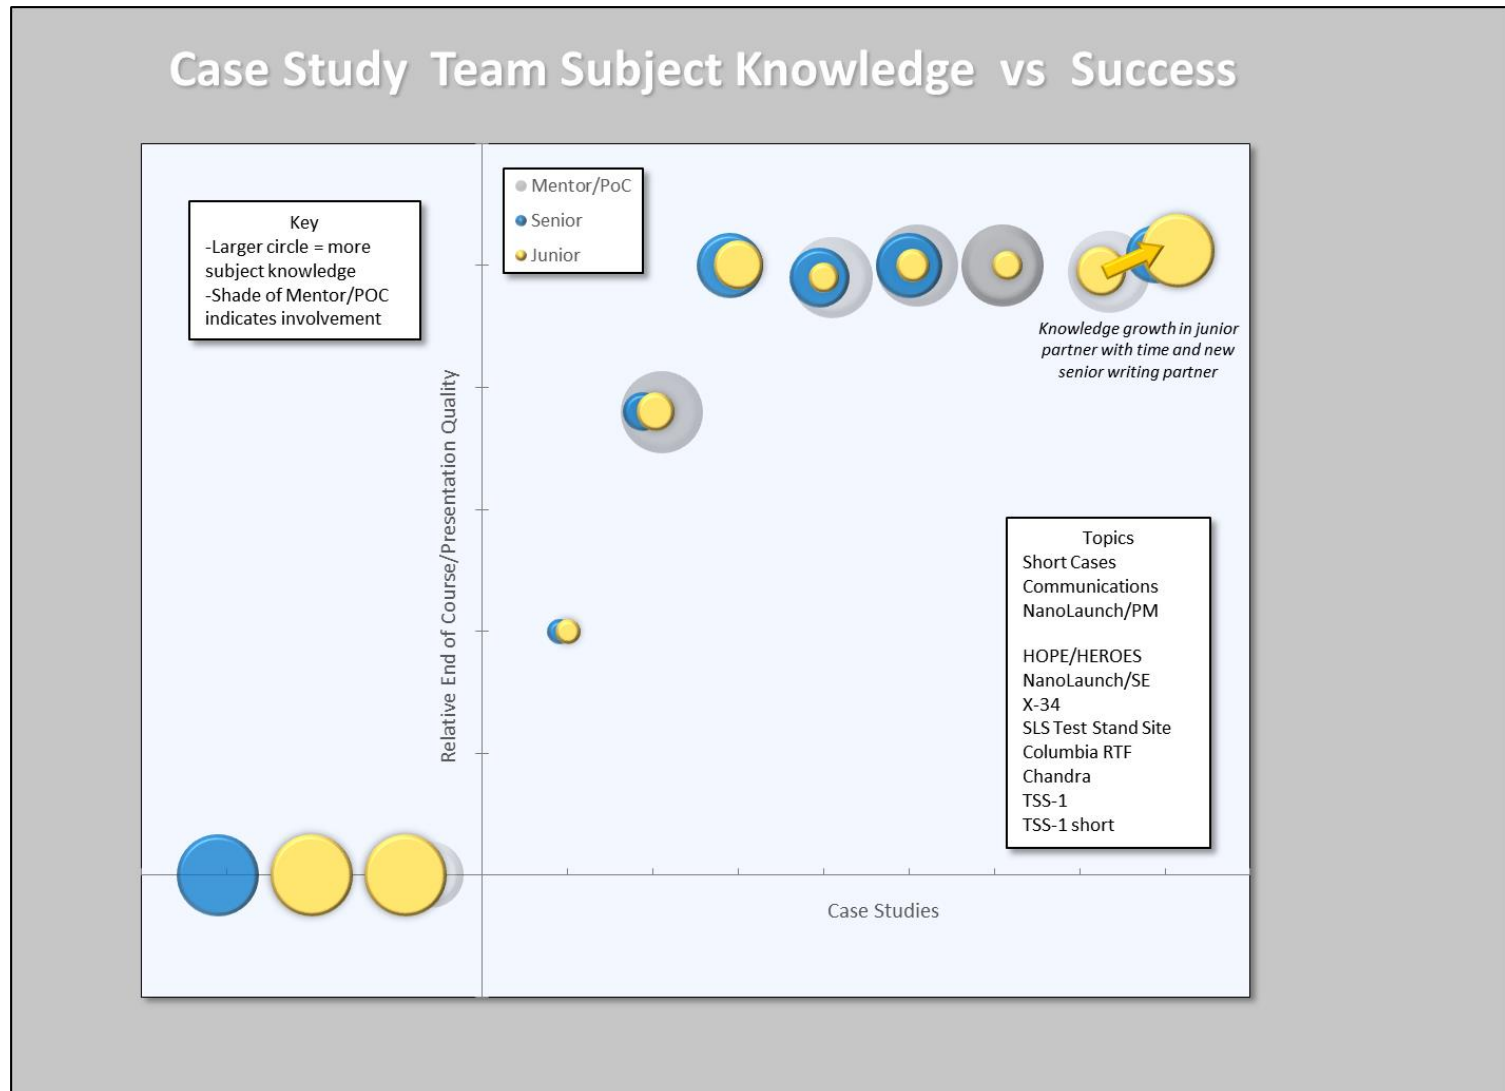 Case Study Team Subject Knowledge vs Success
Key
-Larger circle = more
subject knowledge
-Shade of Mentor/POC
indicates involvement
Mentor/PoC
Senior
Junior
Knowledge growth in junior
partner with time and new
senior writing partner
Relative End of Course/Presentation Quality
Topics
Short Cases
Communications
NanoLaunch/PM
HOPE/HEROES
NanoLaunch/SE
X-34
SLS Test Stand Site
Columbia RTF
Chandra
TSS-1
TSS-1 short
Case Studies